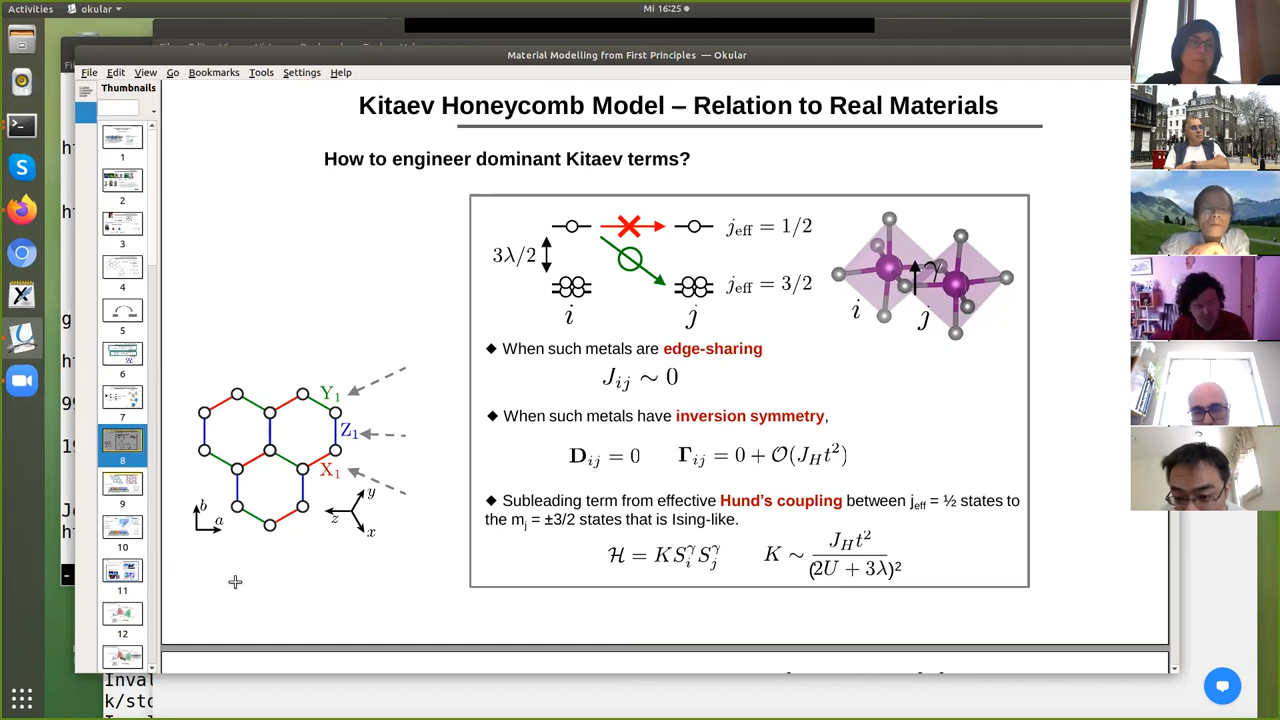 Activities
okular
Mi 16:25
Material Modelling from First Principles — Okular
File Edit View Go Bookmarks Tools Settings Help
Thumbnails
1
2
3
4
5
6
7
8
9
10
11
12
Kitaev Honeycomb Model – Relation to Real Materials
How to engineer dominant Kitaev terms?
3λ/2
j_eff = 1/2
j_eff = 3/2
i
j
i
j
γ
◆ When such metals are edge-sharing
J_ij ∼ 0
◆ When such metals have inversion symmetry,
D_ij = 0 Γ_ij = 0 + O(J_H t²)
◆ Subleading term from effective Hund's coupling between j_eff = ½ states to
the m_j = ±3/2 states that is Ising-like.
H = K S_i^γ S_j^γ K ∼ J_H t² / (2U + 3λ)²
Y₁
Z₁
X₁
b
a
y
z
x
Inval
k/sto